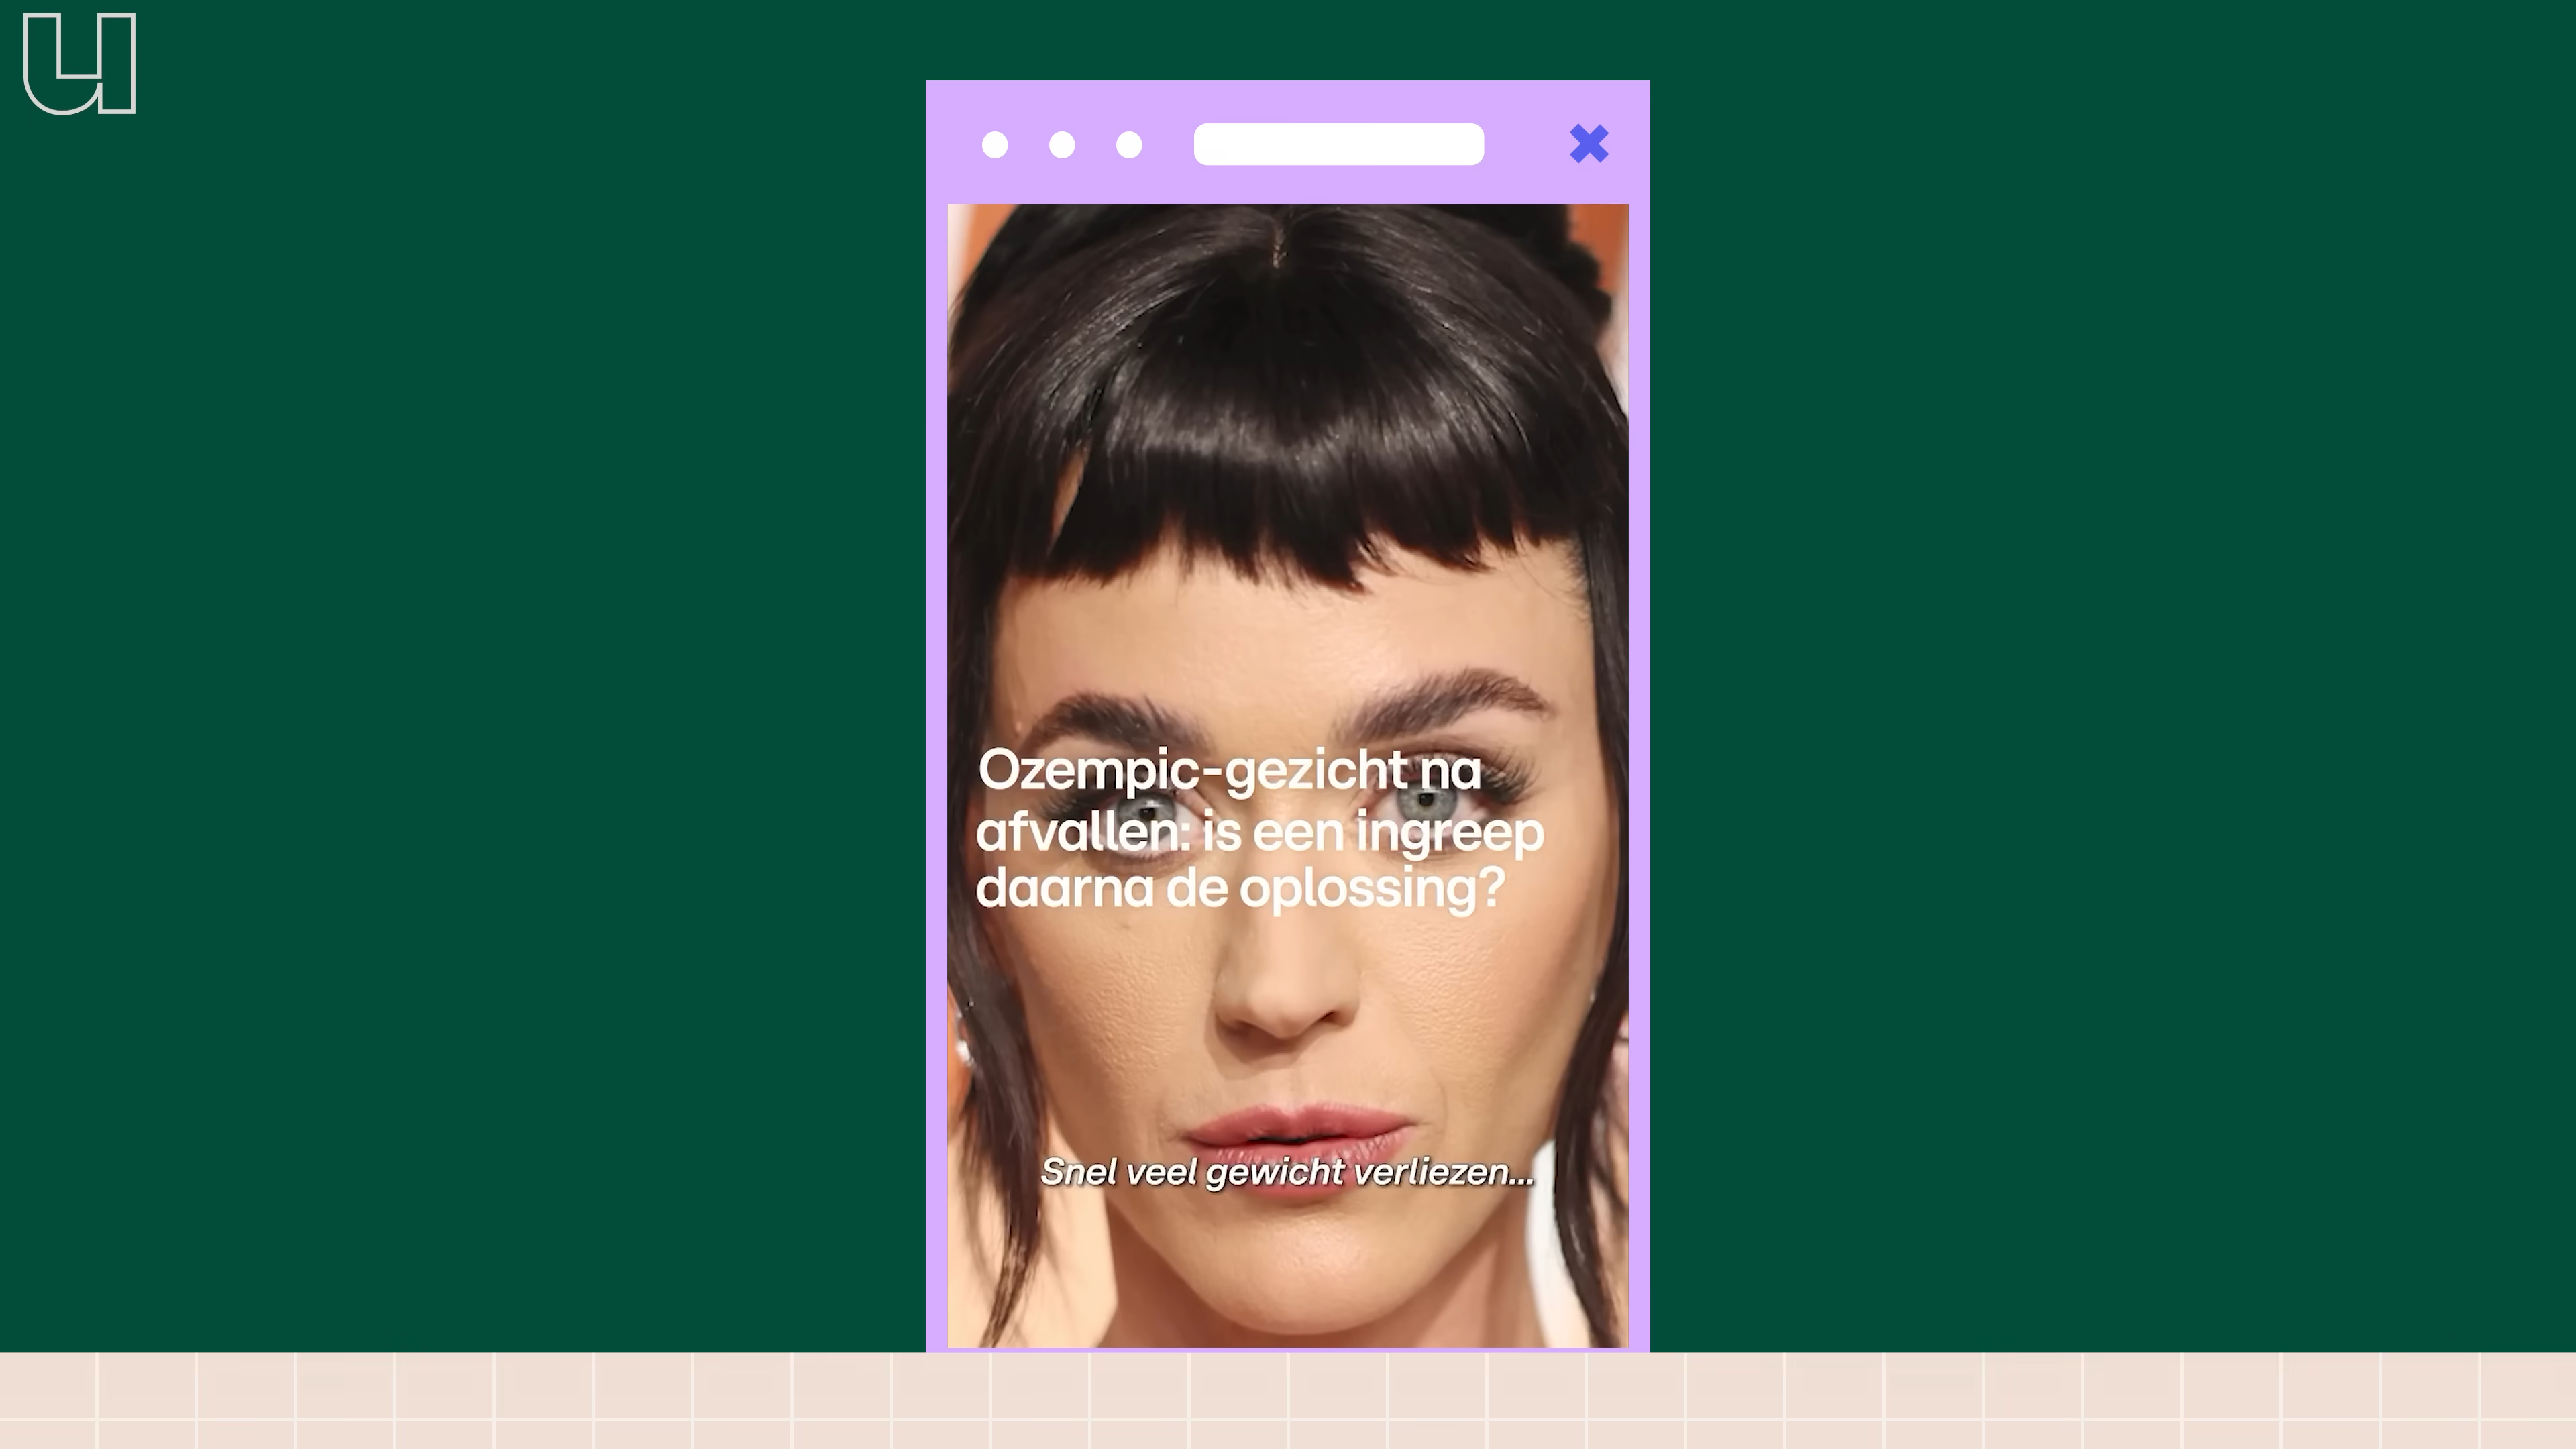 u
Ozempic-gezicht na
afvallen: is een ingreep
daarna de oplossing?
Snel veel gewicht verliezen...